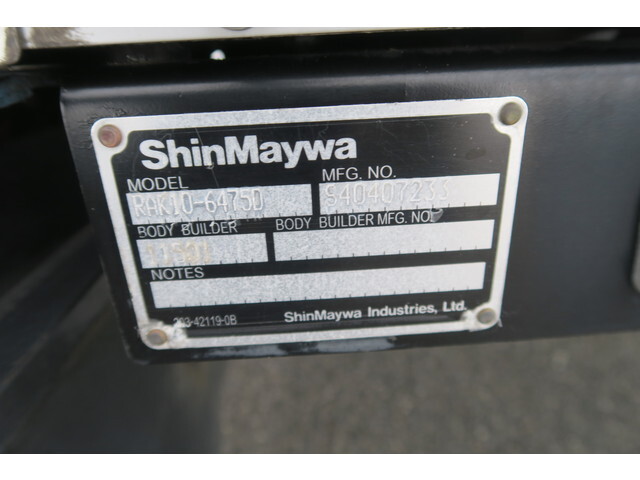 ShinMaywa
MODEL MFG. NO.
RAK10-6475D S40407233
BODY BUILDER BODY BUILDER MFG. NO.
NOTES
203-42119-0B ShinMaywa Industries, Ltd.